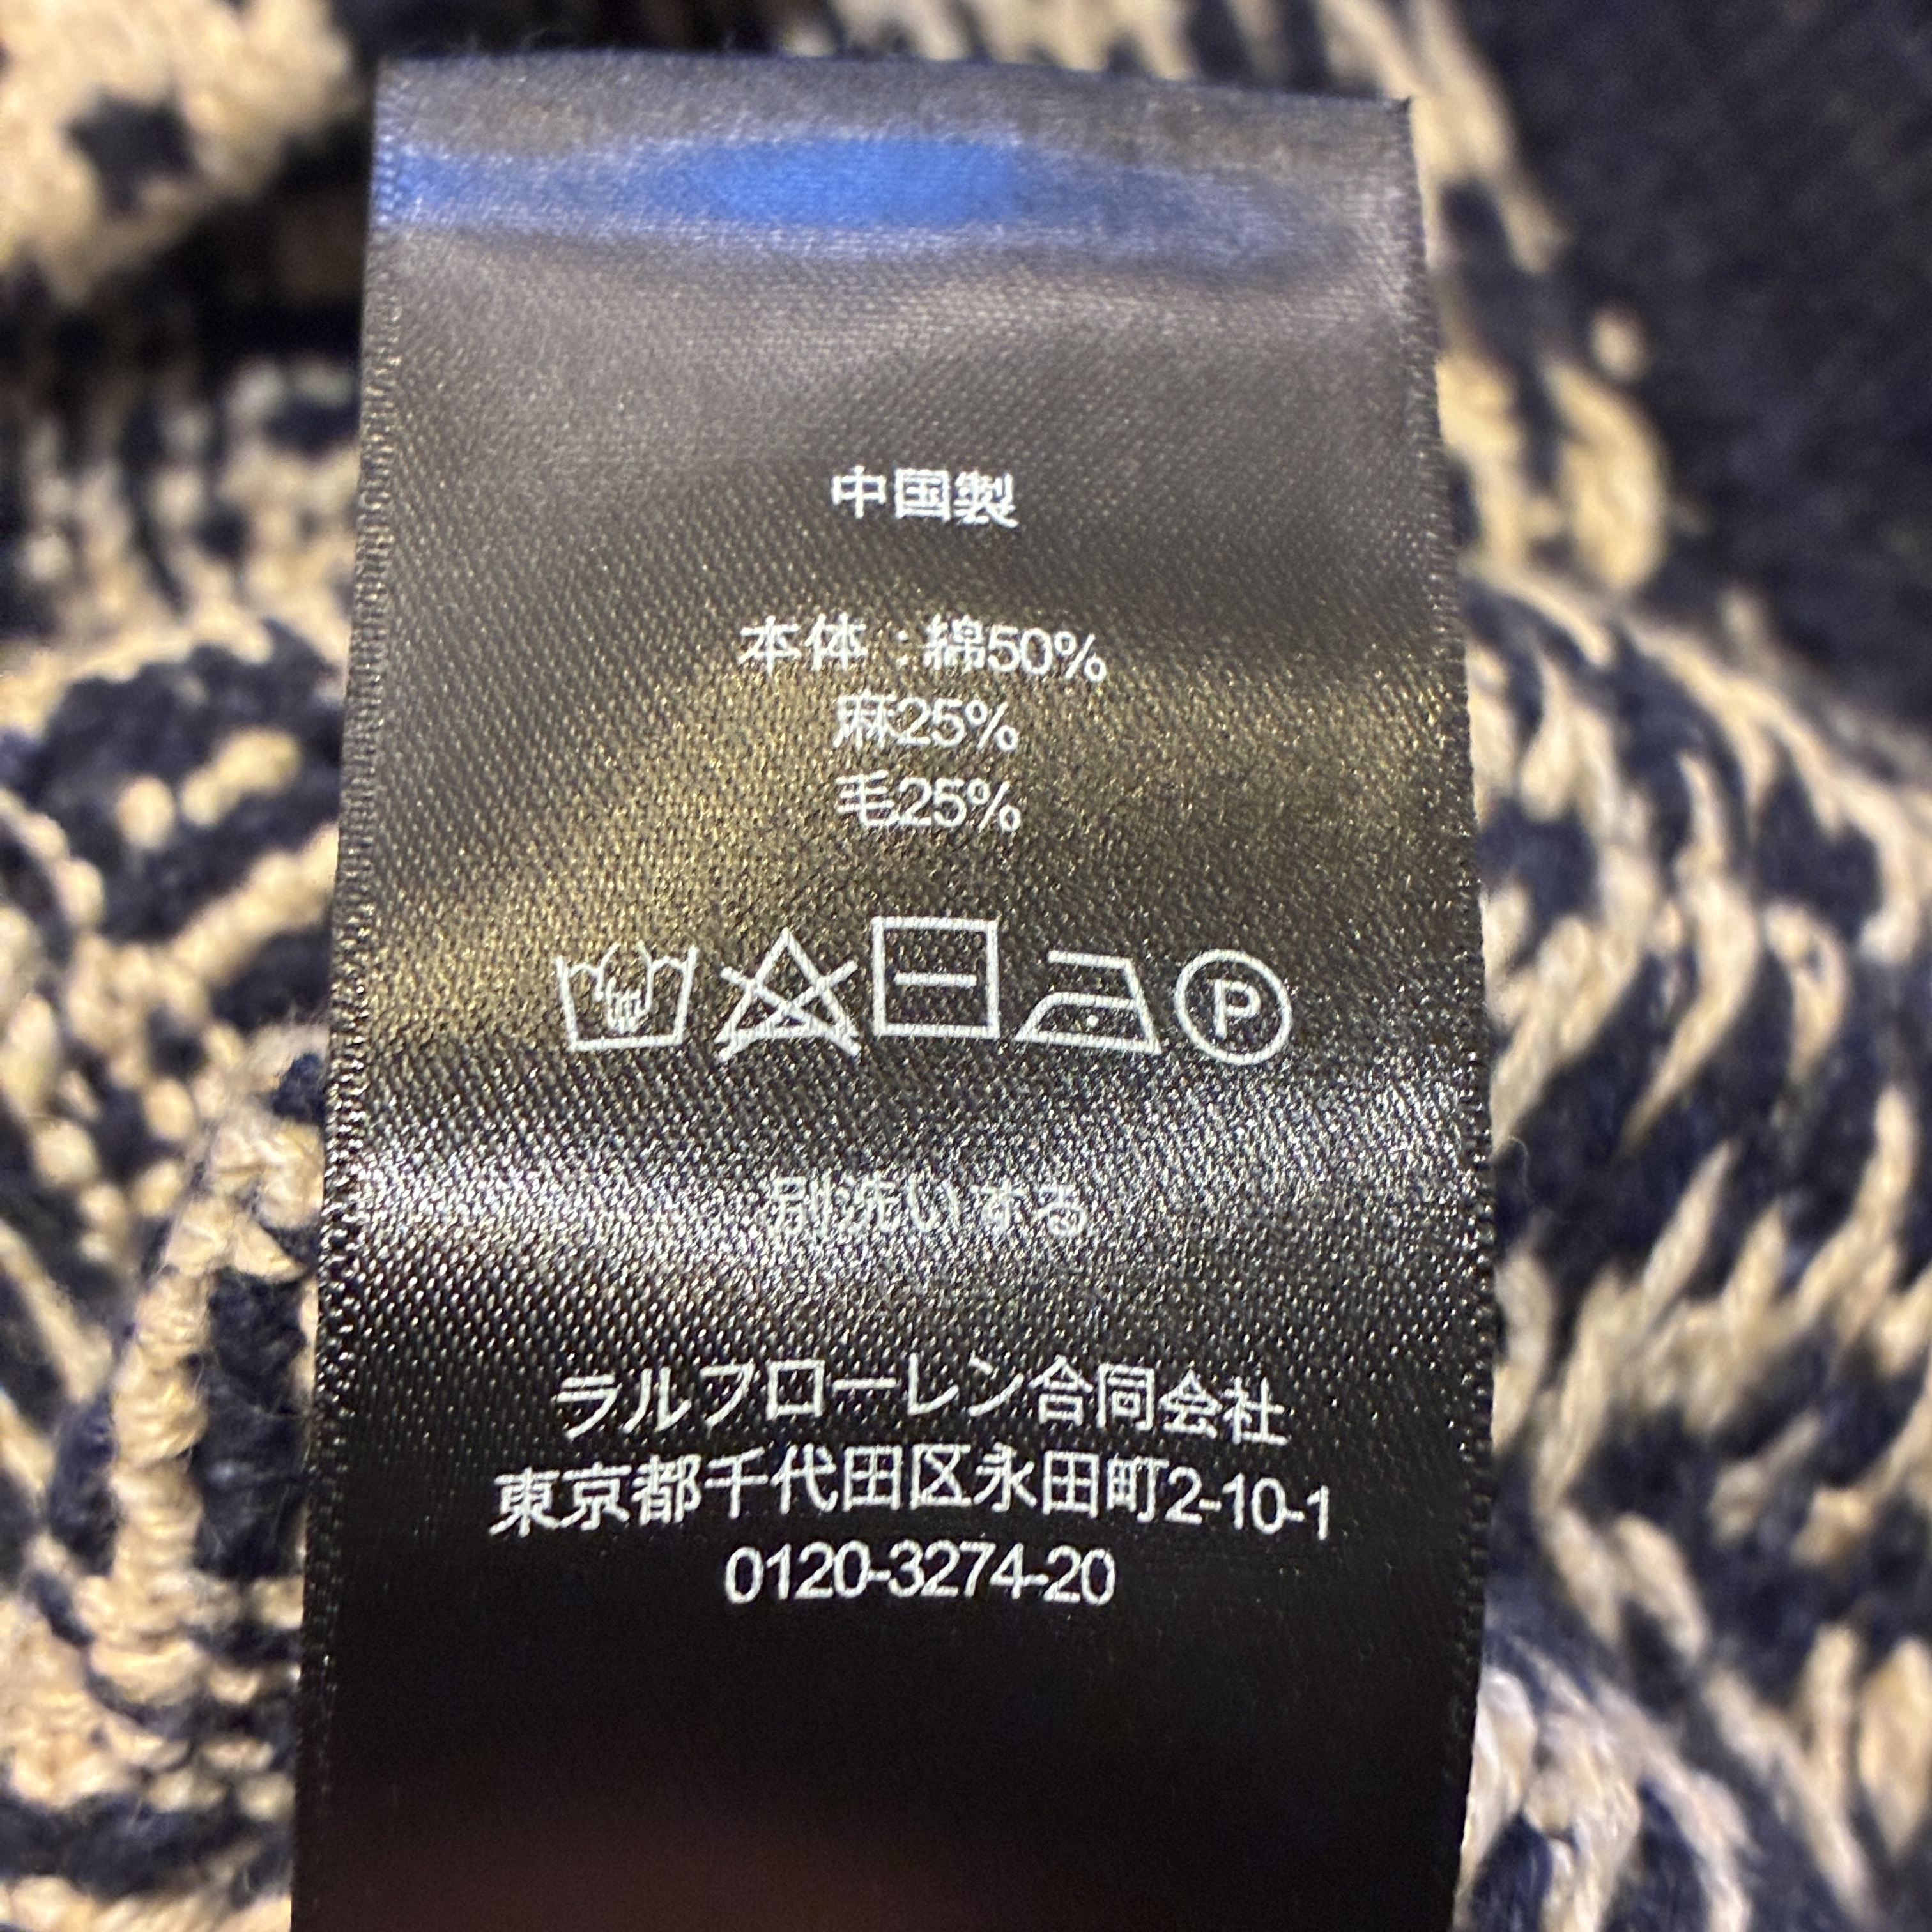 中国製
本体 : 綿50%
麻25%
毛25%
P
別洗いする
ラルフローレン合同会社
東京都千代田区永田町2-10-1
0120-3274-20